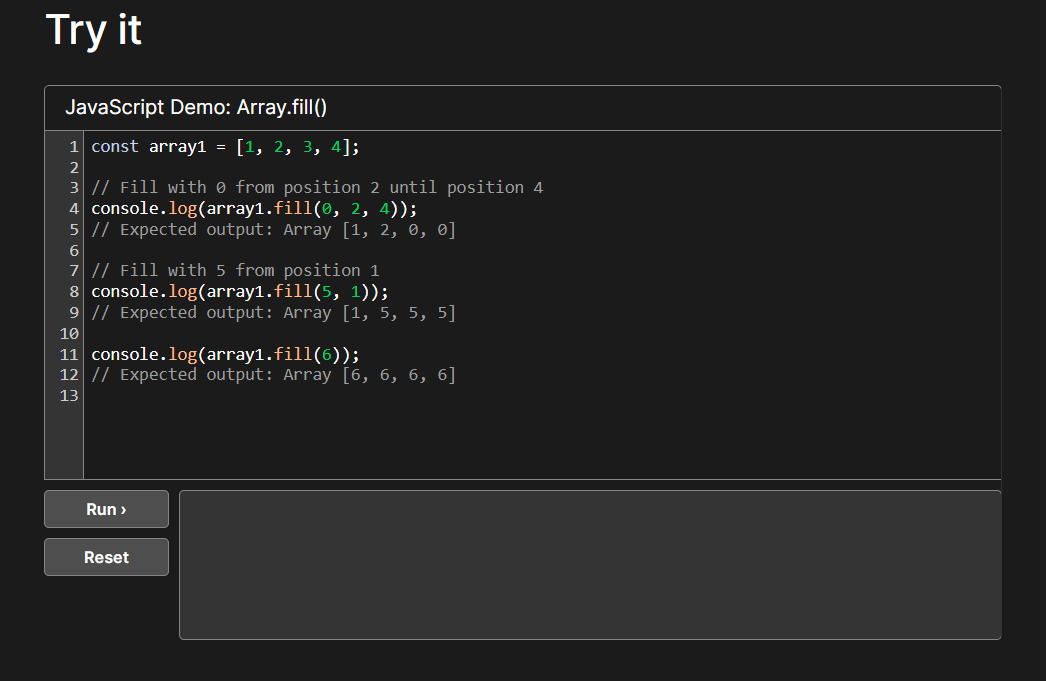 Try it
JavaScript Demo: Array.fill()
1 const array1 = [1, 2, 3, 4];
2
3 // Fill with 0 from position 2 until position 4
4 console.log(array1.fill(0, 2, 4));
5 // Expected output: Array [1, 2, 0, 0]
6
7 // Fill with 5 from position 1
8 console.log(array1.fill(5, 1));
9 // Expected output: Array [1, 5, 5, 5]
10
11 console.log(array1.fill(6));
12 // Expected output: Array [6, 6, 6, 6]
13
Run ›
Reset